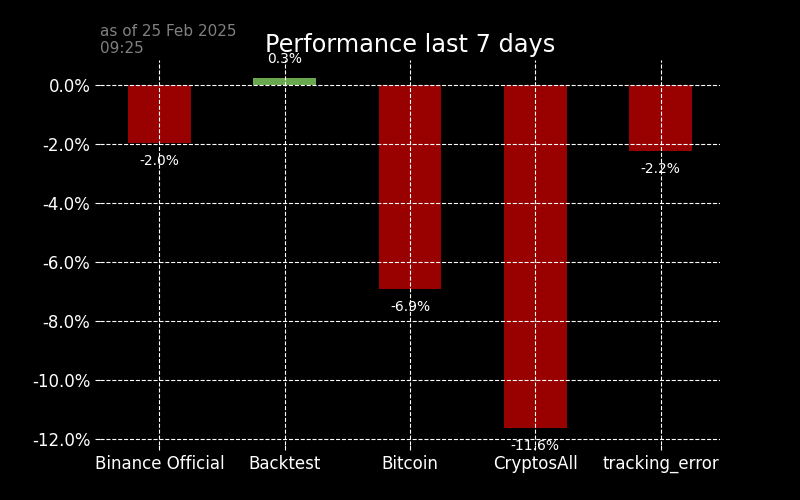 as of 25 Feb 2025
09:25
Performance last 7 days
0.3%
0.0%
-2.0%
-2.0%
-2.2%
-4.0%
-6.0%
-6.9%
-8.0%
-10.0%
-12.0%
-11.6%
Binance Official
Backtest
Bitcoin
CryptosAll
tracking_error